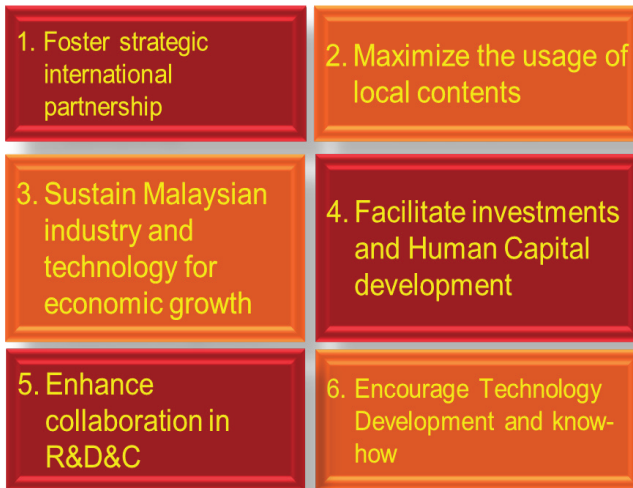 1. Foster strategic
international
partnership
2. Maximize the usage of
local contents
3. Sustain Malaysian
industry and
technology for
economic growth
4. Facilitate investments
and Human Capital
development
5. Enhance
collaboration in
R&D&C
6. Encourage Technology
Development and know-
how